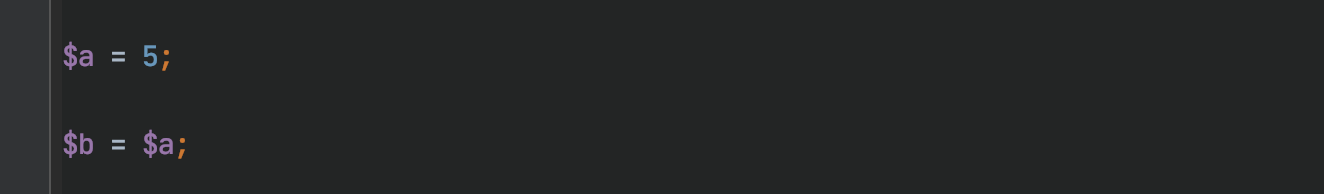 $a = 5;
$b = $a;